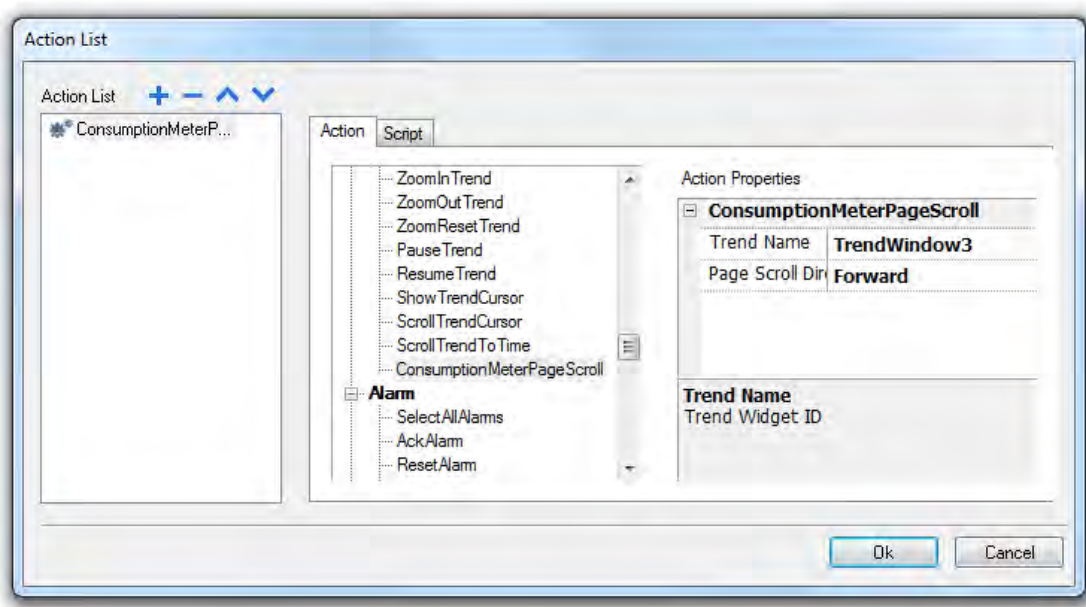 Action List
Action List
ConsumptionMeterP...
Action
Script
ZoomInTrend
ZoomOutTrend
ZoomResetTrend
PauseTrend
ResumeTrend
ShowTrendCursor
ScrollTrendCursor
ScrollTrendToTime
ConsumptionMeterPageScroll
Alarm
SelectAllAlarms
AckAlarm
ResetAlarm
Action Properties
ConsumptionMeterPageScroll
Trend Name TrendWindow3
Page Scroll Dire Forward
Trend Name
Trend Widget ID
Ok
Cancel